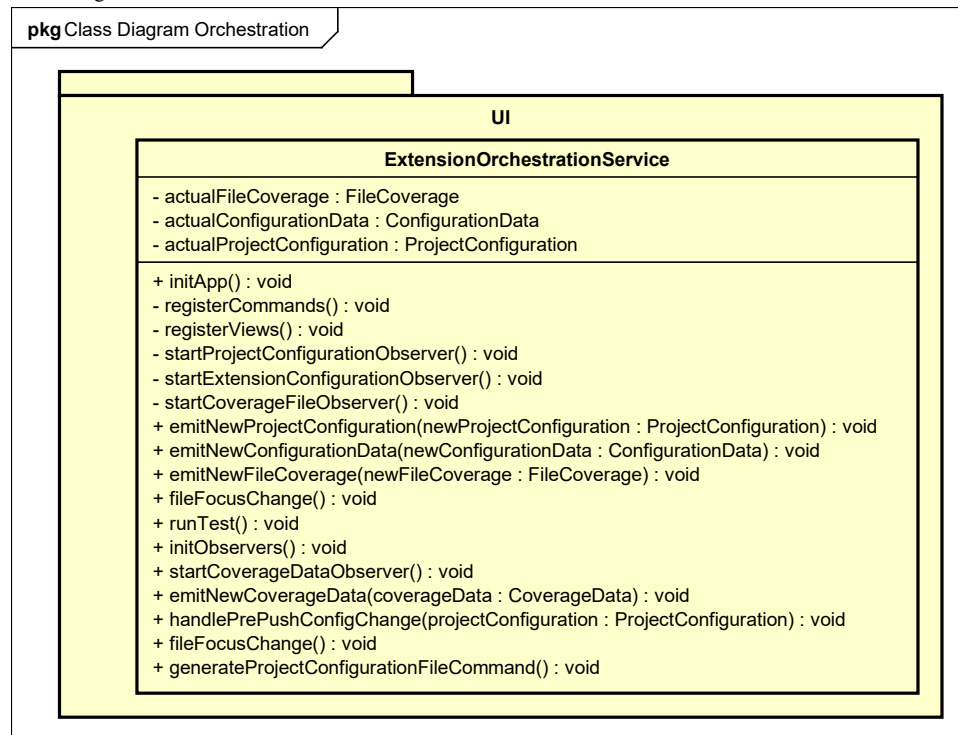 pkg Class Diagram Orchestration
UI
ExtensionOrchestrationService
- actualFileCoverage : FileCoverage
- actualConfigurationData : ConfigurationData
- actualProjectConfiguration : ProjectConfiguration
+ initApp() : void
- registerCommands() : void
- registerViews() : void
- startProjectConfigurationObserver() : void
- startExtensionConfigurationObserver() : void
- startCoverageFileObserver() : void
+ emitNewProjectConfiguration(newProjectConfiguration : ProjectConfiguration) : void
+ emitNewConfigurationData(newConfigurationData : ConfigurationData) : void
+ emitNewFileCoverage(newFileCoverage : FileCoverage) : void
+ fileFocusChange() : void
+ runTest() : void
+ initObservers() : void
+ startCoverageDataObserver() : void
+ emitNewCoverageData(coverageData : CoverageData) : void
+ handlePrePushConfigChange(projectConfiguration : ProjectConfiguration) : void
+ fileFocusChange() : void
+ generateProjectConfigurationFileCommand() : void